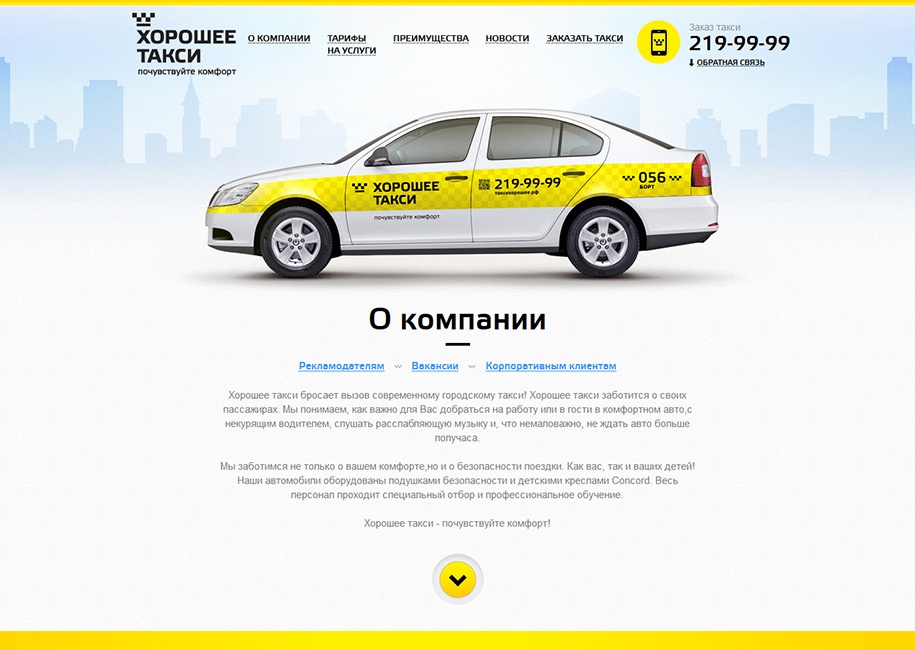 ХОРОШЕЕ
ТАКСИ
почувствуйте комфорт
О КОМПАНИИ
ТАРИФЫ
НА УСЛУГИ
ПРЕИМУЩЕСТВА
НОВОСТИ
ЗАКАЗАТЬ ТАКСИ
Заказ такси
219-99-99
ОБРАТНАЯ СВЯЗЬ
ХОРОШЕЕ
ТАКСИ
почувствуйте комфорт
219-99-99
таксихорошее.рф
056
БОРТ
О компании
Рекламодателям
Вакансии
Корпоративным клиентам
Хорошее такси бросает вызов современному городскому такси! Хорошее такси заботится о своих
пассажирах. Мы понимаем, как важно для Вас добраться на работу или в гости в комфортном авто,с
некурящим водителем, слушать расслабляющую музыку и, что немаловажно, не ждать авто больше
получаса.
Мы заботимся не только о вашем комфорте,но и о безопасности поездки. Как вас, так и ваших детей!
Наши автомобили оборудованы подушками безопасности и детскими креслами Concord. Весь
персонал проходит специальный отбор и профессиональное обучение.
Хорошее такси - почувствуйте комфорт!